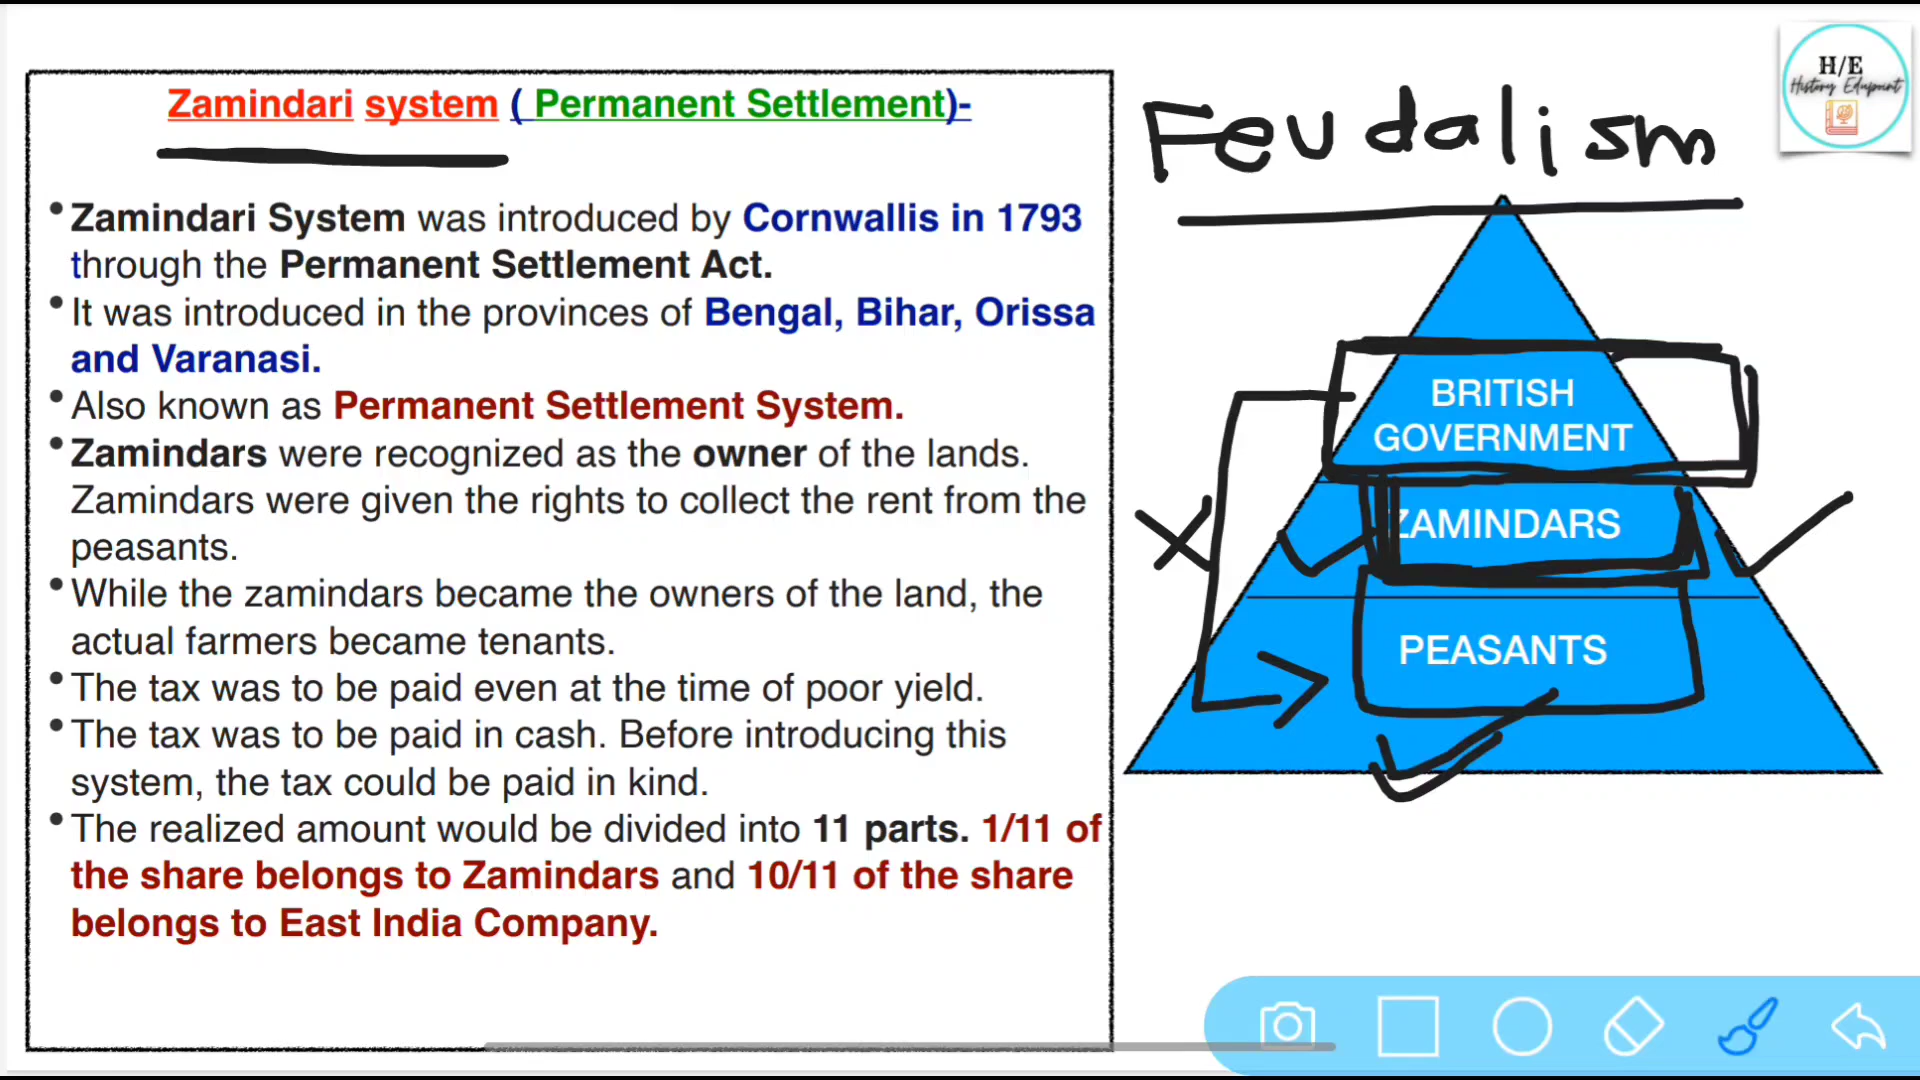 Zamindari system ( Permanent Settlement)-
• Zamindari System was introduced by Cornwallis in 1793
through the Permanent Settlement Act.
• It was introduced in the provinces of Bengal, Bihar, Orissa
and Varanasi.
• Also known as Permanent Settlement System.
• Zamindars were recognized as the owner of the lands.
Zamindars were given the rights to collect the rent from the
peasants.
• While the zamindars became the owners of the land, the
actual farmers became tenants.
• The tax was to be paid even at the time of poor yield.
• The tax was to be paid in cash. Before introducing this
system, the tax could be paid in kind.
• The realized amount would be divided into 11 parts. 1/11 of
the share belongs to Zamindars and 10/11 of the share
belongs to East India Company.
Feudalism
H/E
History Edupoint
BRITISH
GOVERNMENT
ZAMINDARS
PEASANTS